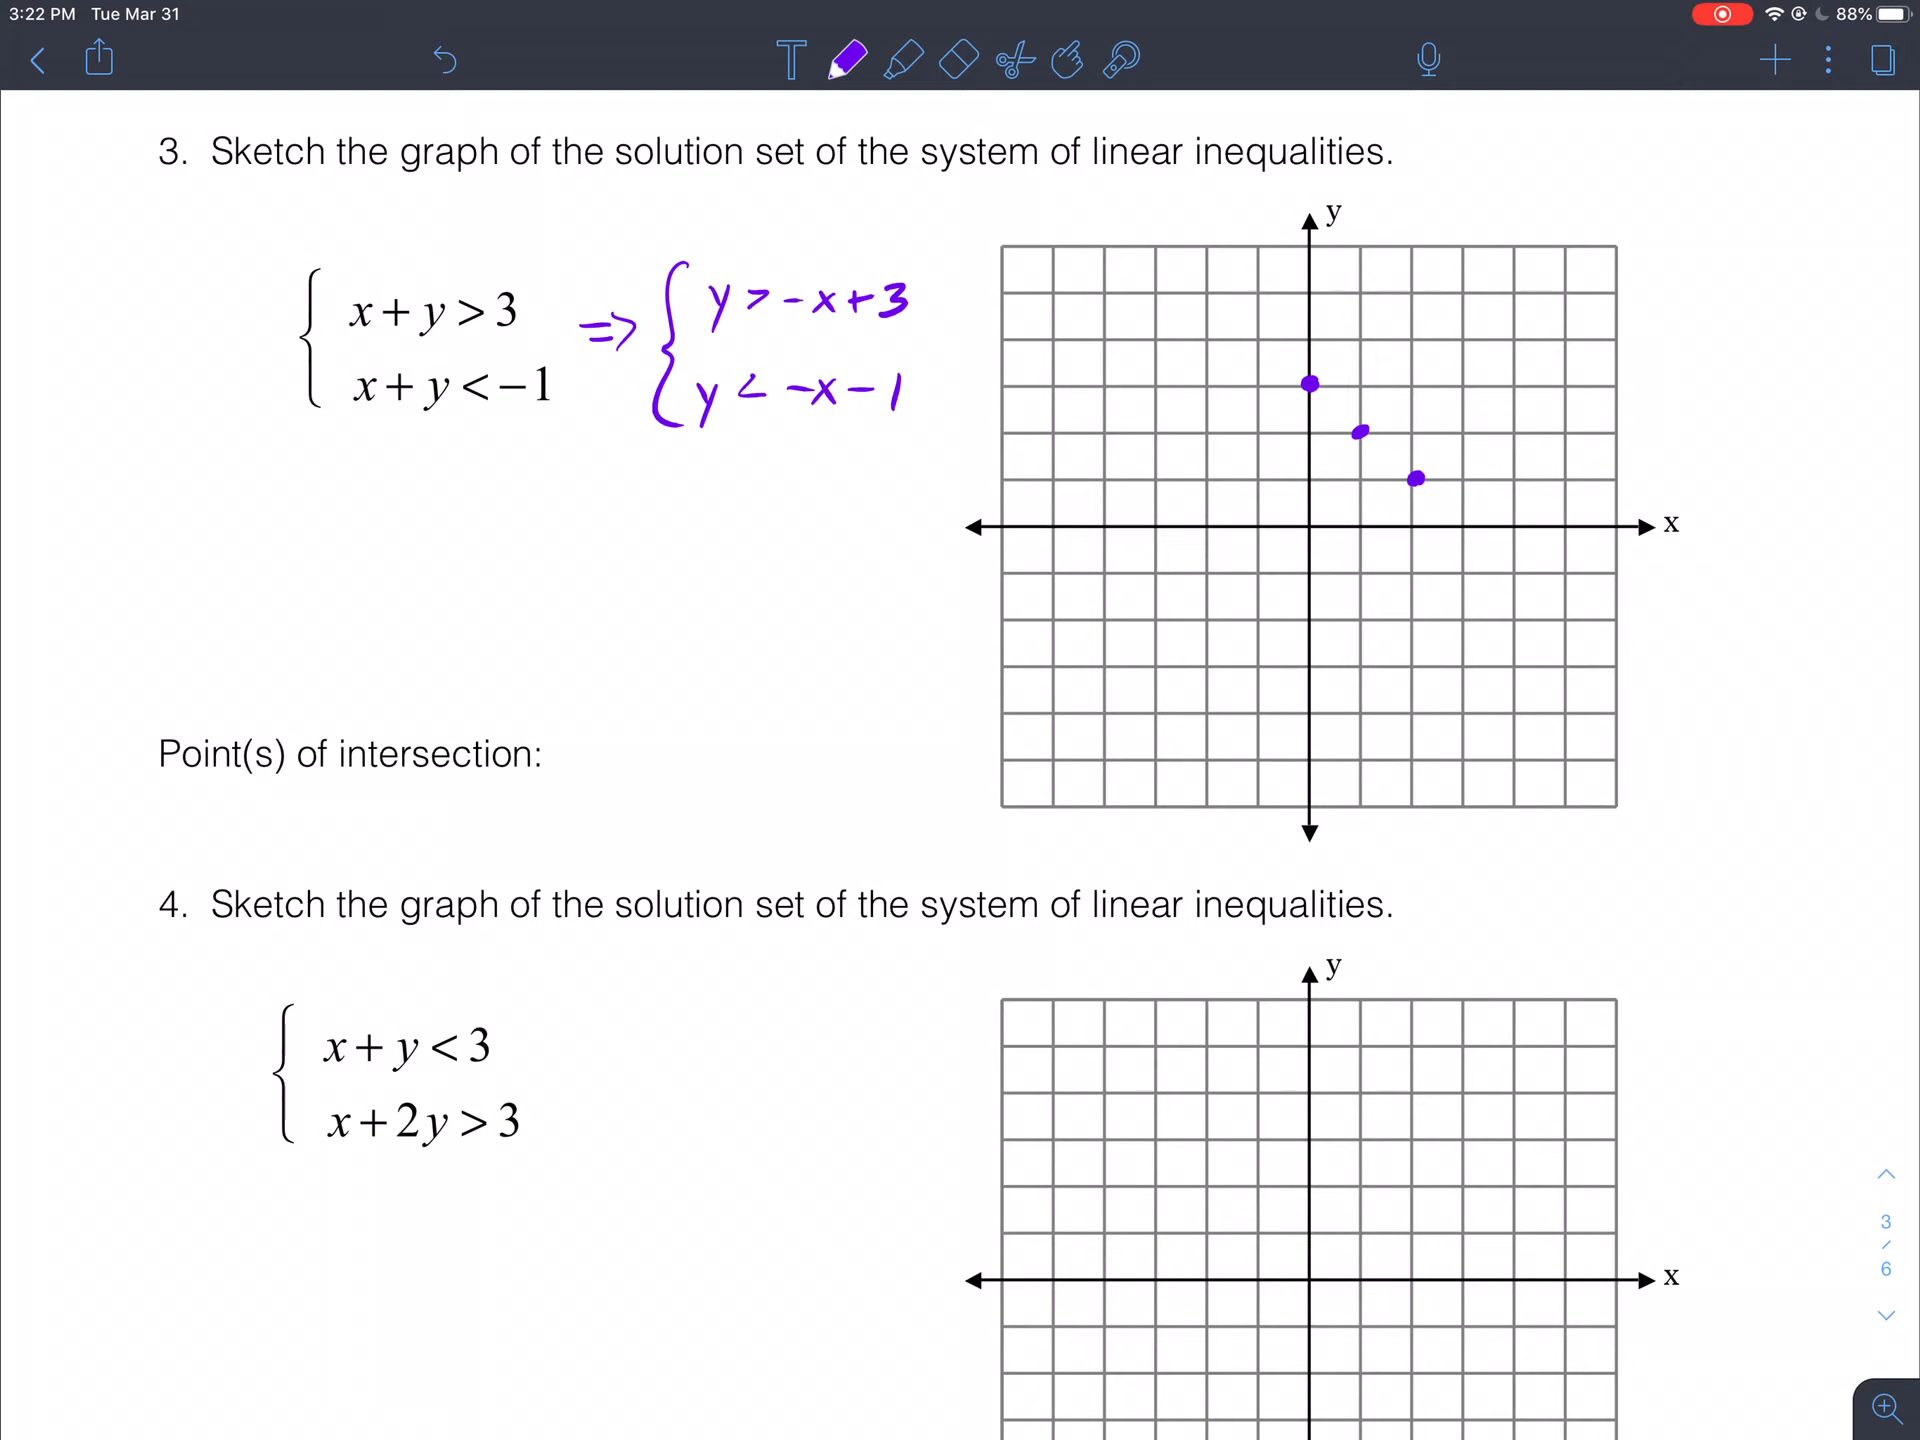 3:22 PM Tue Mar 31
88%
T
3. Sketch the graph of the solution set of the system of linear inequalities.
y
x + y > 3
x + y < −1
=>
y > -x+3
y < -x-1
x
Point(s) of intersection:
4. Sketch the graph of the solution set of the system of linear inequalities.
y
x + y < 3
x + 2y > 3
x
3
/
6